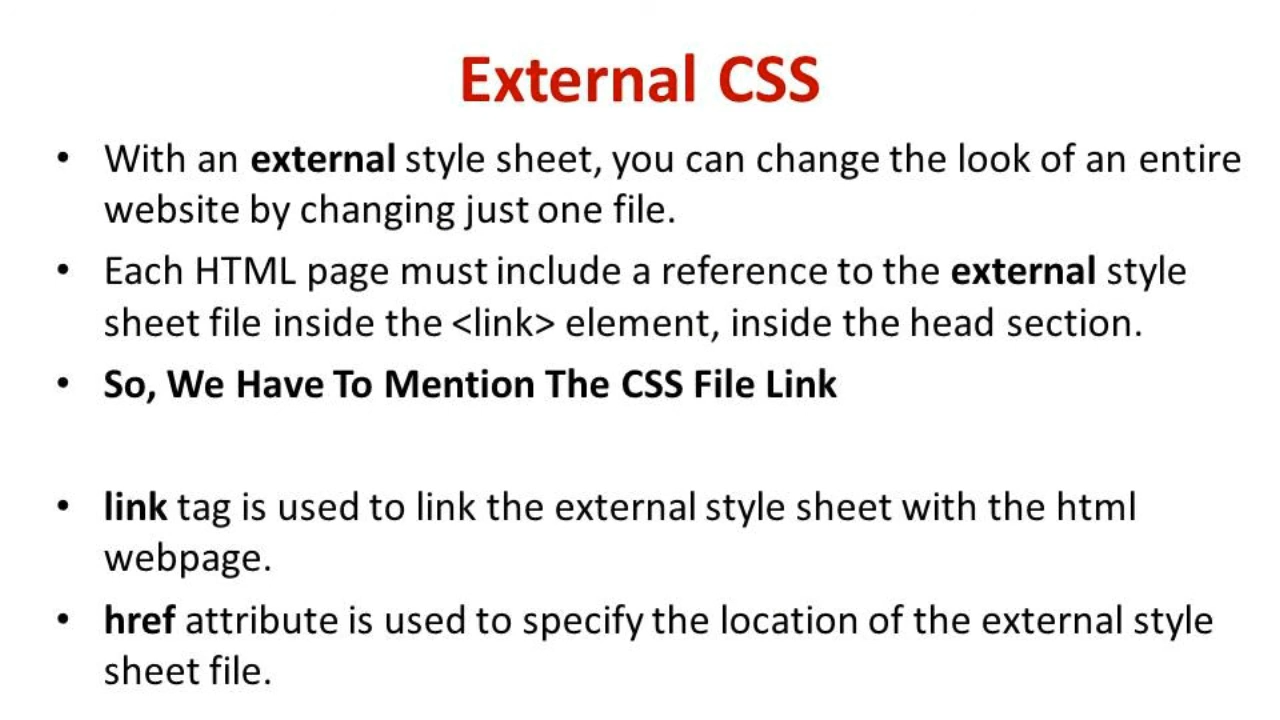 External CSS
• With an external style sheet, you can change the look of an entire
website by changing just one file.
• Each HTML page must include a reference to the external style
sheet file inside the <link> element, inside the head section.
• So, We Have To Mention The CSS File Link
• link tag is used to link the external style sheet with the html
webpage.
• href attribute is used to specify the location of the external style
sheet file.